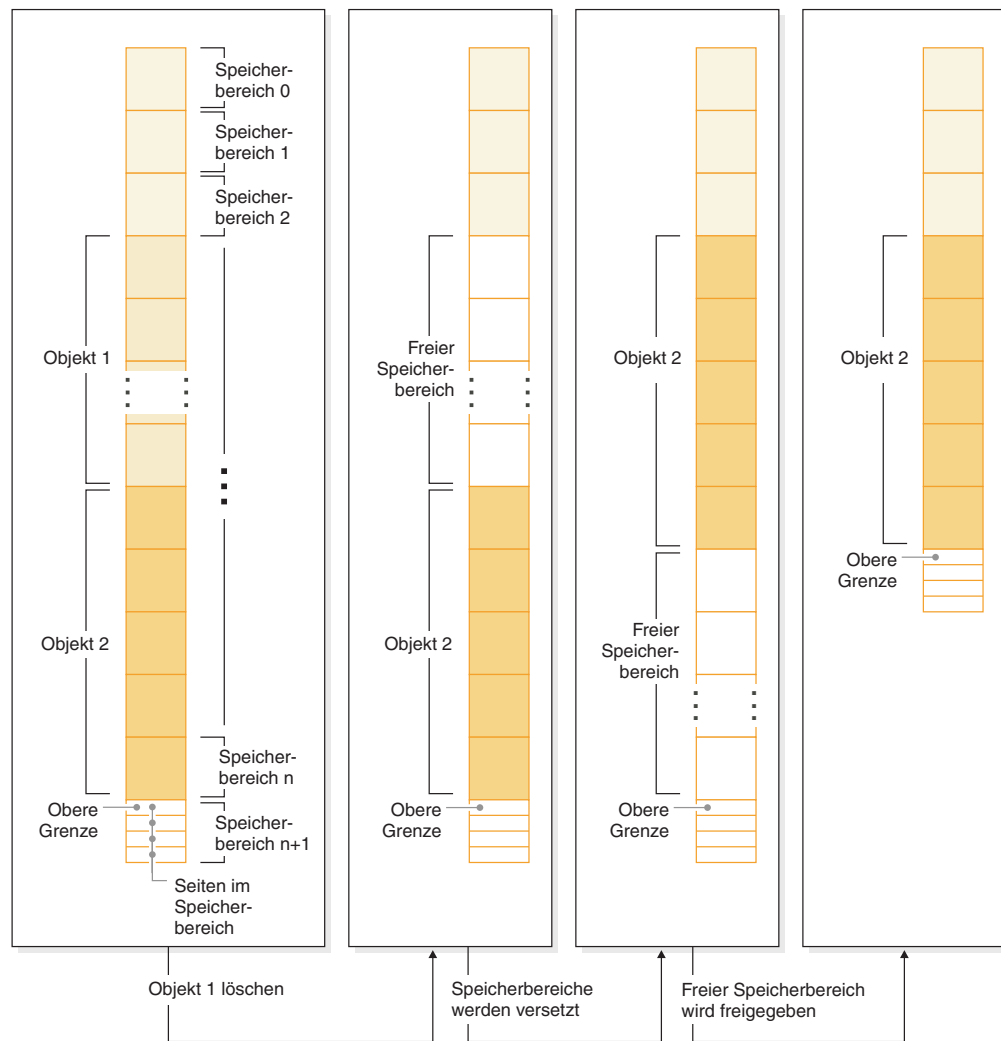 Speicher-
bereich 0
Speicher-
bereich 1
Speicher-
bereich 2
Objekt 1
Objekt 2
Speicher-
bereich n
Obere
Grenze
Speicher-
bereich n+1
Seiten im
Speicher-
bereich
Freier
Speicher-
bereich
Objekt 2
Obere
Grenze
Objekt 2
Freier
Speicher-
bereich
Obere
Grenze
Objekt 2
Obere
Grenze
Objekt 1 löschen
Speicherbereiche
werden versetzt
Freier Speicherbereich
wird freigegeben